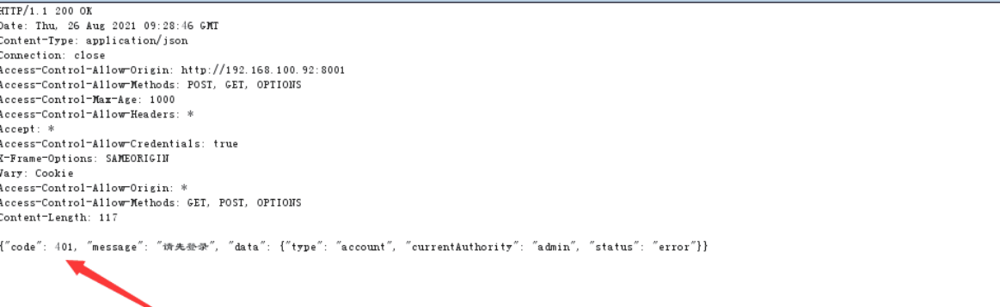 HTTP/1.1 200 OK
Date: Thu, 26 Aug 2021 09:28:46 GMT
Content-Type: application/json
Connection: close
Access-Control-Allow-Origin: http://192.168.100.92:8001
Access-Control-Allow-Methods: POST, GET, OPTIONS
Access-Control-Max-Age: 1000
Access-Control-Allow-Headers: *
Accept: *
Access-Control-Allow-Credentials: true
X-Frame-Options: SAMEORIGIN
Vary: Cookie
Access-Control-Allow-Origin: *
Access-Control-Allow-Methods: GET, POST, OPTIONS
Content-Length: 117
{"code": 401, "message": "请先登录", "data": {"type": "account", "currentAuthority": "admin", "status": "error"}}